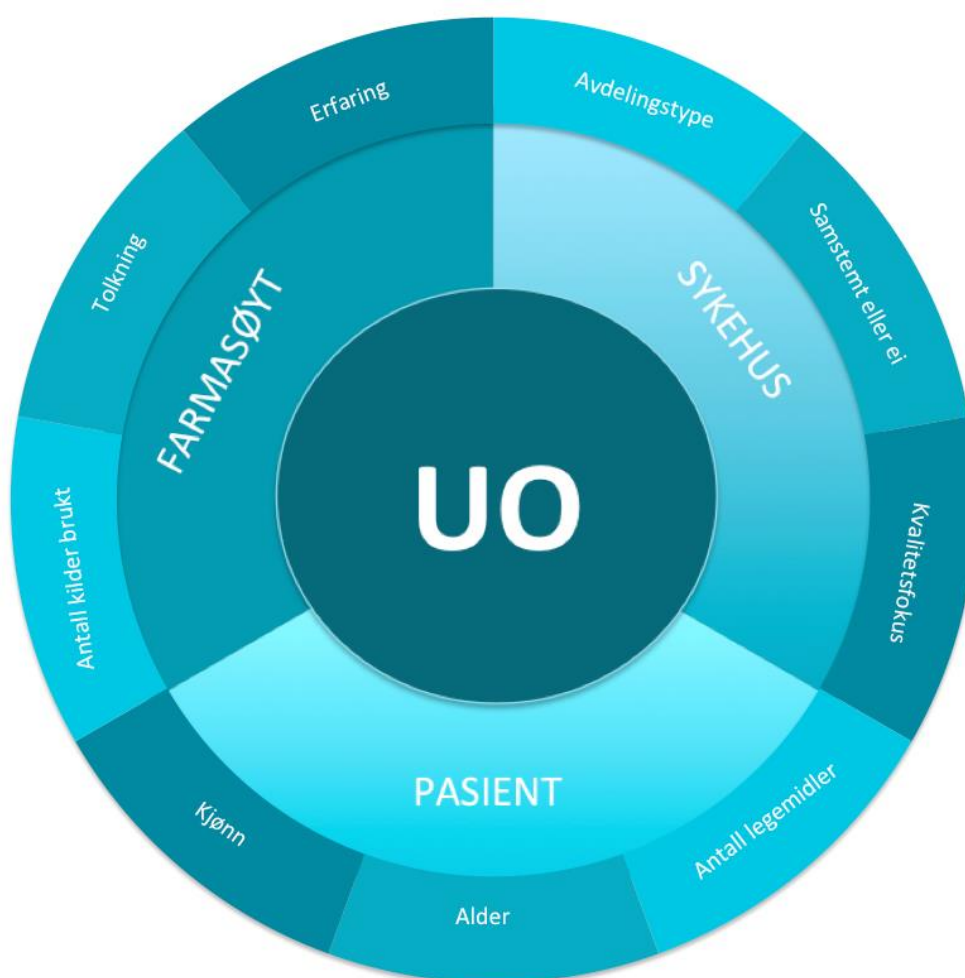 Erfaring
Avdelingstype
Tolkning
Samstemt eller ei
FARMASØYT
SYKEHUS
UO
Antall kilder brukt
Kvalitetsfokus
PASIENT
Kjønn
Alder
Antall legemidler